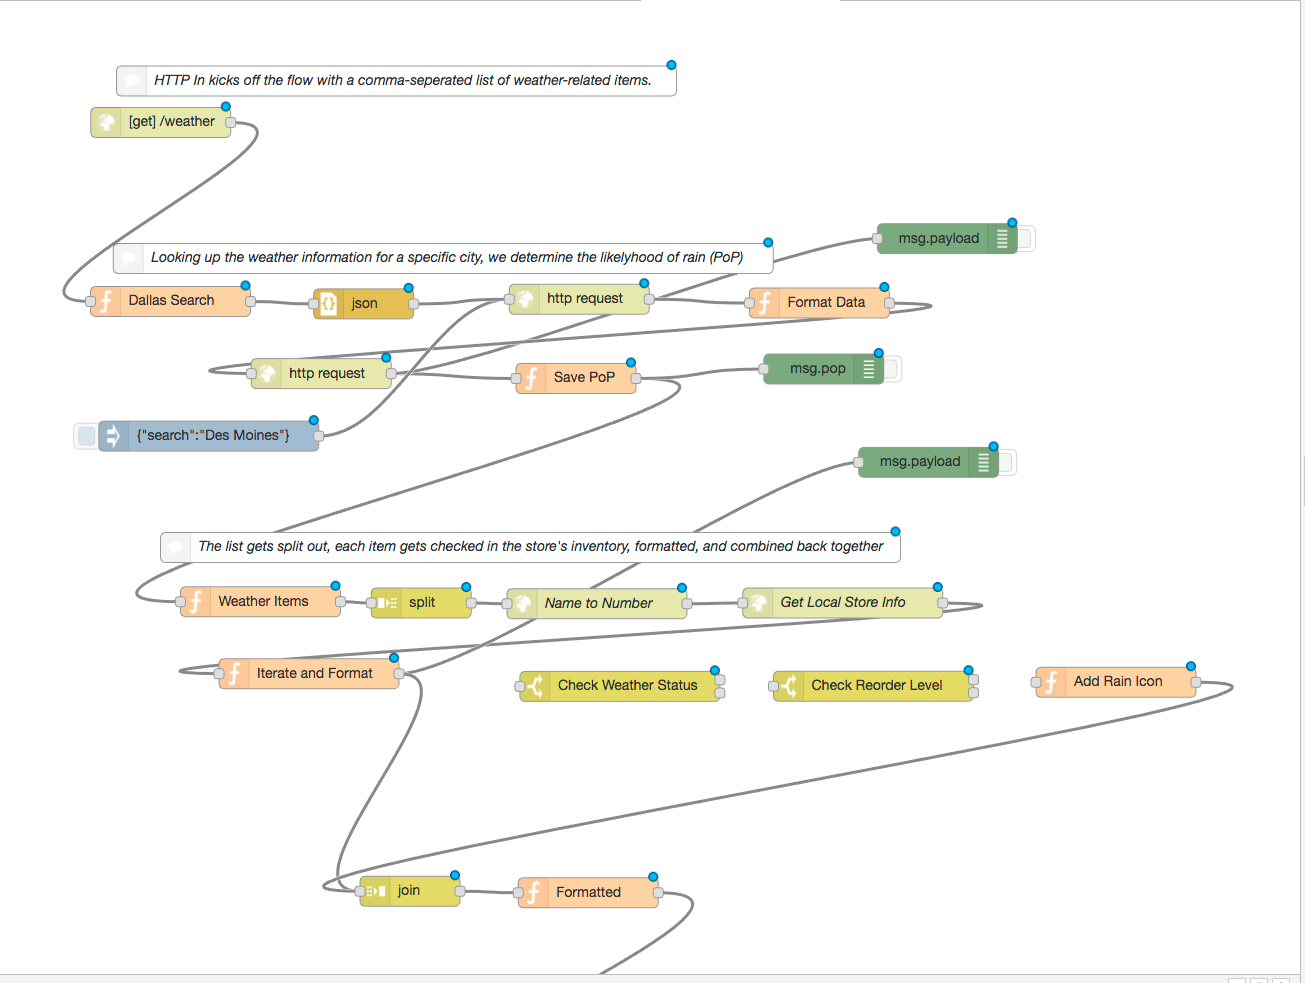 HTTP In kicks off the flow with a comma-seperated list of weather-related items.
[get] /weather
msg.payload
Looking up the weather information for a specific city, we determine the likelyhood of rain (PoP)
Dallas Search
json
http request
Format Data
http request
Save PoP
msg.pop
{"search":"Des Moines"}
msg.payload
The list gets split out, each item gets checked in the store's inventory, formatted, and combined back together
Weather Items
split
Name to Number
Get Local Store Info
Iterate and Format
Check Weather Status
Check Reorder Level
Add Rain Icon
join
Formatted